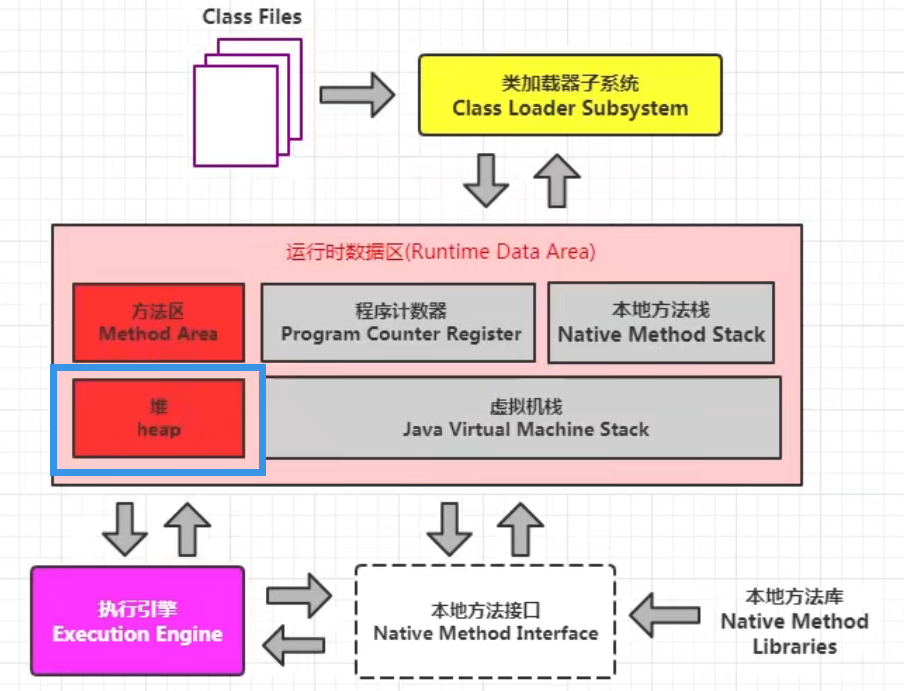 Class Files
类加载器子系统
Class Loader Subsystem
运行时数据区(Runtime Data Area)
方法区
Method Area
程序计数器
Program Counter Register
本地方法栈
Native Method Stack
堆
heap
虚拟机栈
Java Virtual Machine Stack
执行引擎
Execution Engine
本地方法接口
Native Method Interface
本地方法库
Native Method
Libraries